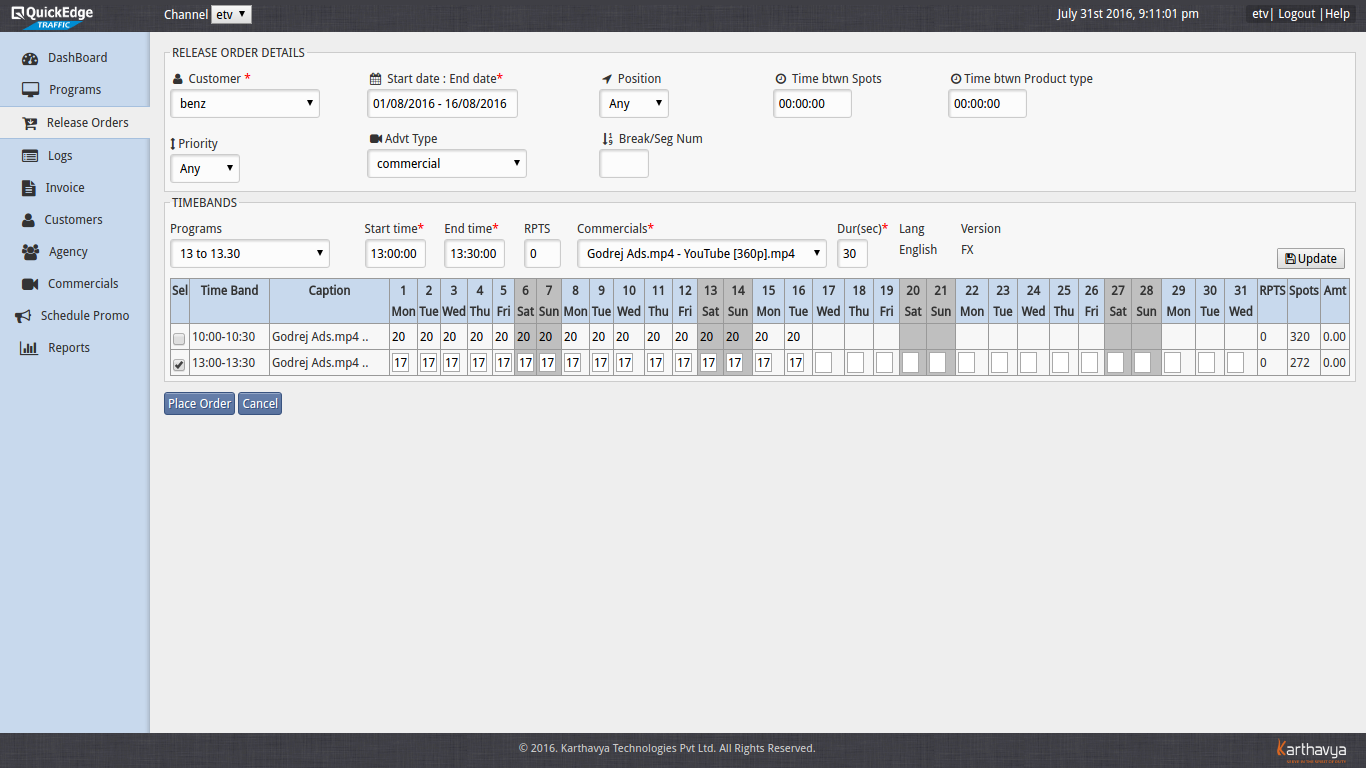 QuickEdge
TRAFFIC
Channel etv
July 31st 2016, 9:11:01 pm
etv| Logout |Help
DashBoard
Programs
Release Orders
Logs
Invoice
Customers
Agency
Commercials
Schedule Promo
Reports
RELEASE ORDER DETAILS
Customer * Start date : End date* Position Time btwn Spots Time btwn Product type
benz 01/08/2016 - 16/08/2016 Any 00:00:00 00:00:00
Priority Advt Type Break/Seg Num
Any commercial
TIMEBANDS
Programs Start time* End time* RPTS Commercials* Dur(sec)* Lang Version
13 to 13.30 13:00:00 13:30:00 0 Godrej Ads.mp4 - YouTube [360p].mp4 30 English FX
Update
Sel Time Band Caption 1 2 3 4 5 6 7 8 9 10 11 12 13 14 15 16 17 18 19 20 21 22 23 24 25 26 27 28 29 30 31 RPTS Spots Amt
Mon Tue Wed Thu Fri Sat Sun Mon Tue Wed Thu Fri Sat Sun Mon Tue Wed Thu Fri Sat Sun Mon Tue Wed Thu Fri Sat Sun Mon Tue Wed
10:00-10:30 Godrej Ads.mp4 .. 20 20 20 20 20 20 20 20 20 20 20 20 20 20 20 20 0 320 0.00
13:00-13:30 Godrej Ads.mp4 .. 17 17 17 17 17 17 17 17 17 17 17 17 17 17 17 17 0 272 0.00
Place Order Cancel
© 2016. Karthavya Technologies Pvt Ltd. All Rights Reserved.
Karthavya